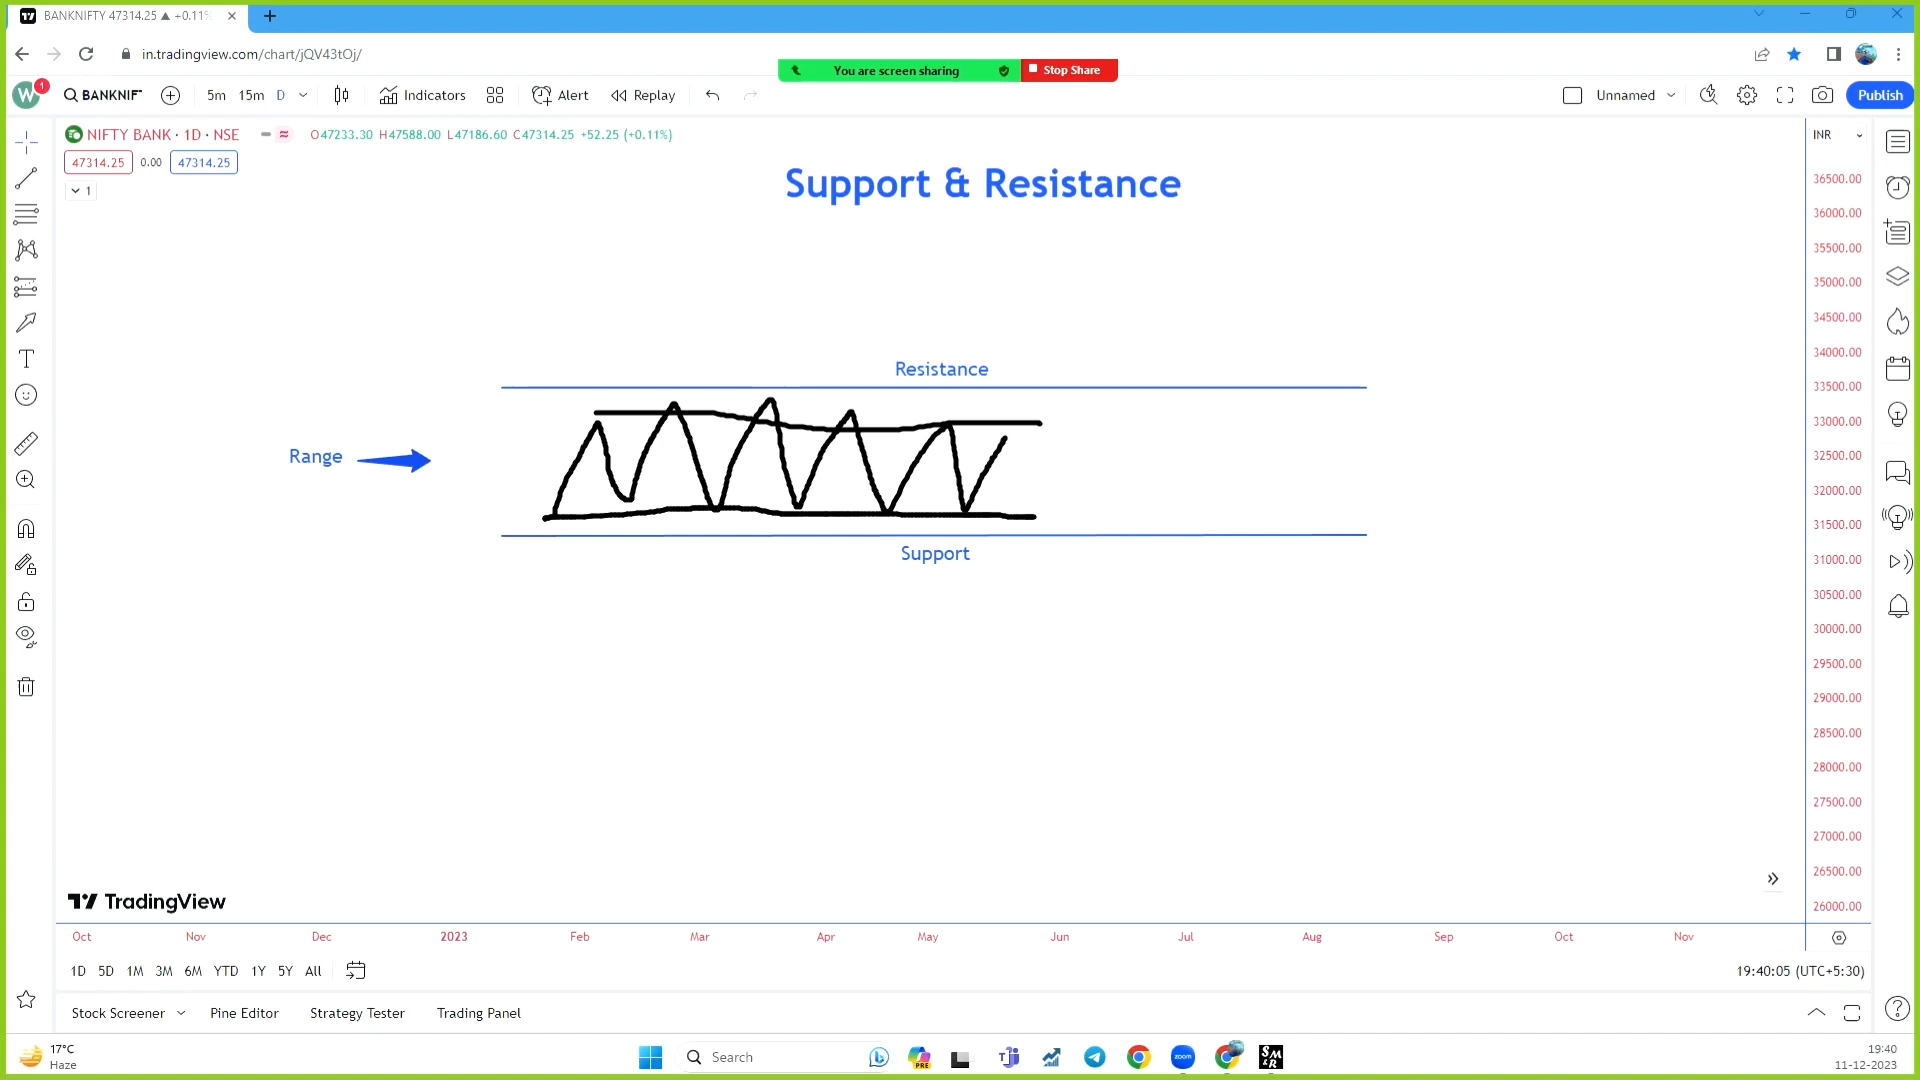 BANKNIFTY 47314.25 ▲ +0.11%
in.tradingview.com/chart/jQV43tOj/
You are screen sharing
Stop Share
W 1
BANKNIF
5m 15m D
Indicators
Alert
Replay
Unnamed
Publish
NIFTY BANK · 1D · NSE
O47233.30 H47588.00 L47186.60 C47314.25 +52.25 (+0.11%)
INR
47314.25 0.00 47314.25
1
Support & Resistance
Resistance
Range
Support
36500.00
36000.00
35500.00
35000.00
34500.00
34000.00
33500.00
33000.00
32500.00
32000.00
31500.00
31000.00
30500.00
30000.00
29500.00
29000.00
28500.00
28000.00
27500.00
27000.00
26500.00
26000.00
TradingView
Oct Nov Dec 2023 Feb Mar Apr May Jun Jul Aug Sep Oct Nov
1D 5D 1M 3M 6M YTD 1Y 5Y All
19:40:05 (UTC+5:30)
Stock Screener Pine Editor Strategy Tester Trading Panel
17°C
Haze
Search
PRE
zoom
19:40
11-12-2023